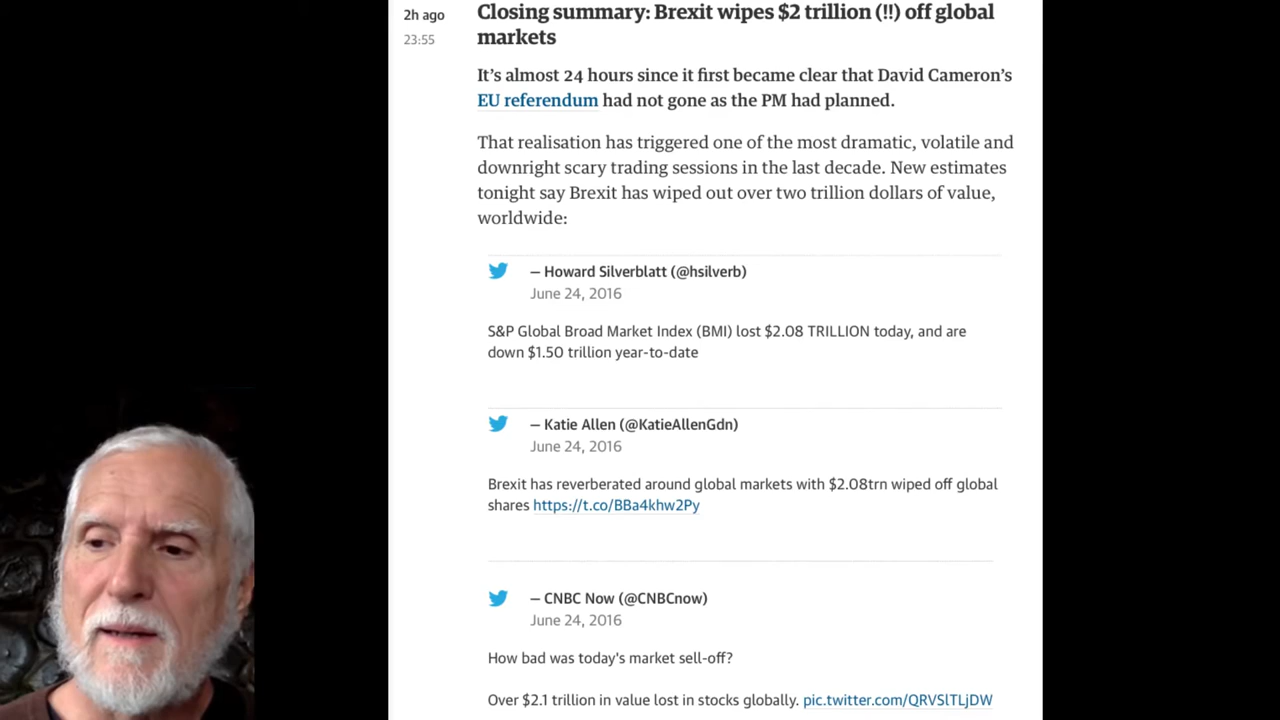 2h ago
23:55
Closing summary: Brexit wipes $2 trillion (!!) off global
markets
It’s almost 24 hours since it first became clear that David Cameron’s
EU referendum had not gone as the PM had planned.
That realisation has triggered one of the most dramatic, volatile and
downright scary trading sessions in the last decade. New estimates
tonight say Brexit has wiped out over two trillion dollars of value,
worldwide:
– Howard Silverblatt (@hsilverb)
June 24, 2016
S&P Global Broad Market Index (BMI) lost $2.08 TRILLION today, and are
down $1.50 trillion year-to-date
– Katie Allen (@KatieAllenGdn)
June 24, 2016
Brexit has reverberated around global markets with $2.08trn wiped off global
shares https://t.co/BBa4khw2Py
– CNBC Now (@CNBCnow)
June 24, 2016
How bad was today's market sell-off?
Over $2.1 trillion in value lost in stocks globally. pic.twitter.com/QRVSlTLjDW